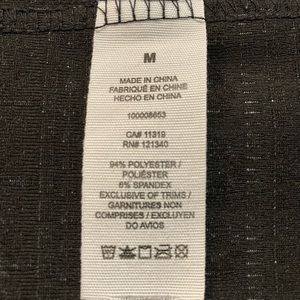 M
MADE IN CHINA
FABRIQUÉ EN CHINE
HECHO EN CHINA
100008653
CA# 11319
RN# 121340
94% POLYESTER /
POLIÉSTER
6% SPANDEX
EXCLUSIVE OF TRIMS /
GARNITURES NON
COMPRISES / EXCLUYEN
DO AVIOS